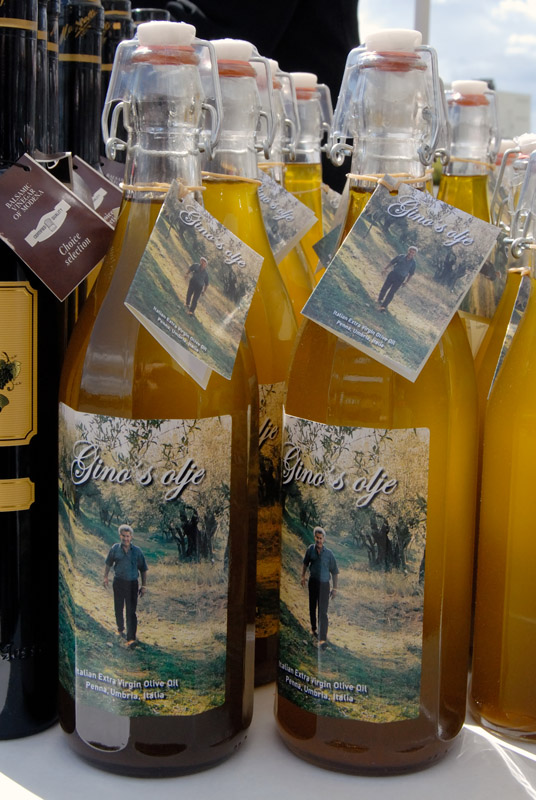 BALSAMIC
VINEGAR
OF MODENA
Choice
selection
Gino's olje
Italian Extra Virgin Olive Oil
Penna, Umbria, Italia
Gino's olje
Italian Extra Virgin Olive Oil
Penna, Umbria, Italia
Gino's olje
Italian Extra Virgin Olive Oil
Penna, Umbria, Italia
Gino's olje
Italian Extra Virgin Olive Oil
Penna, Umbria, Italia